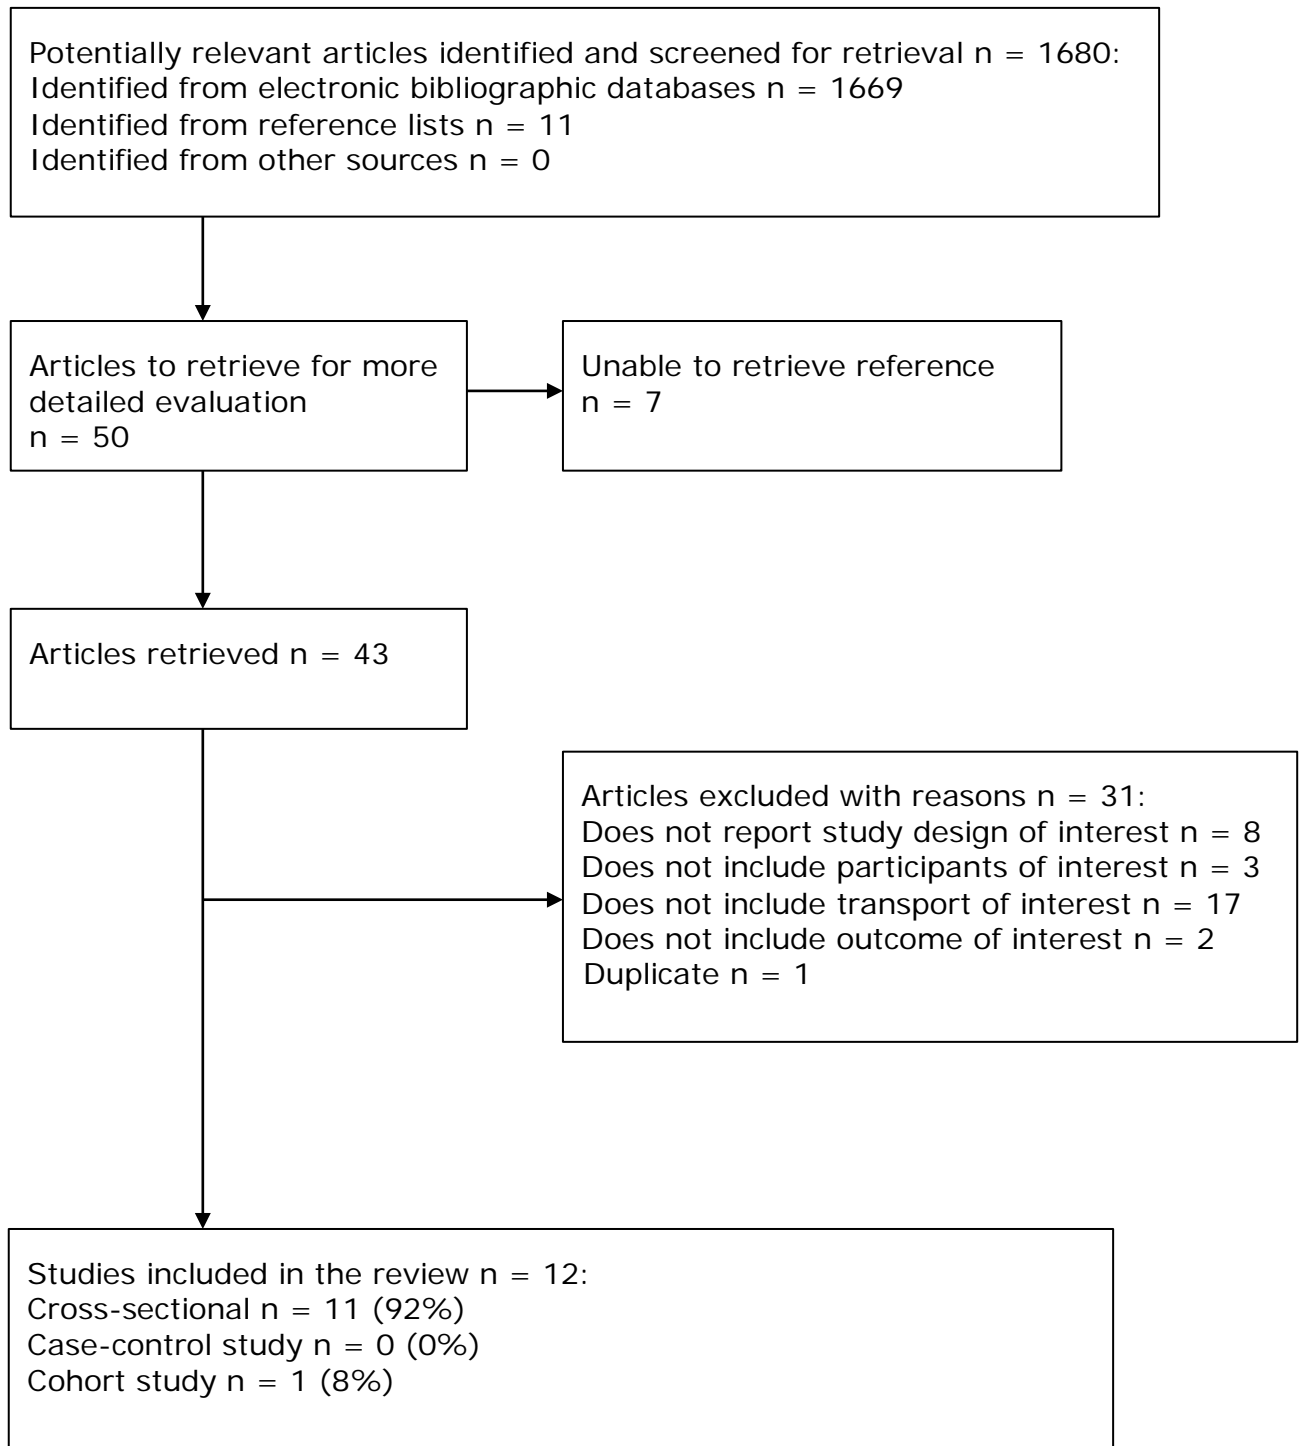 Potentially relevant articles identified and screened for retrieval n = 1680:
Identified from electronic bibliographic databases n = 1669
Identified from reference lists n = 11
Identified from other sources n = 0
Articles to retrieve for more
detailed evaluation
n = 50
Unable to retrieve reference
n = 7
Articles retrieved n = 43
Articles excluded with reasons n = 31:
Does not report study design of interest n = 8
Does not include participants of interest n = 3
Does not include transport of interest n = 17
Does not include outcome of interest n = 2
Duplicate n = 1
Studies included in the review n = 12:
Cross-sectional n = 11 (92%)
Case-control study n = 0 (0%)
Cohort study n = 1 (8%)